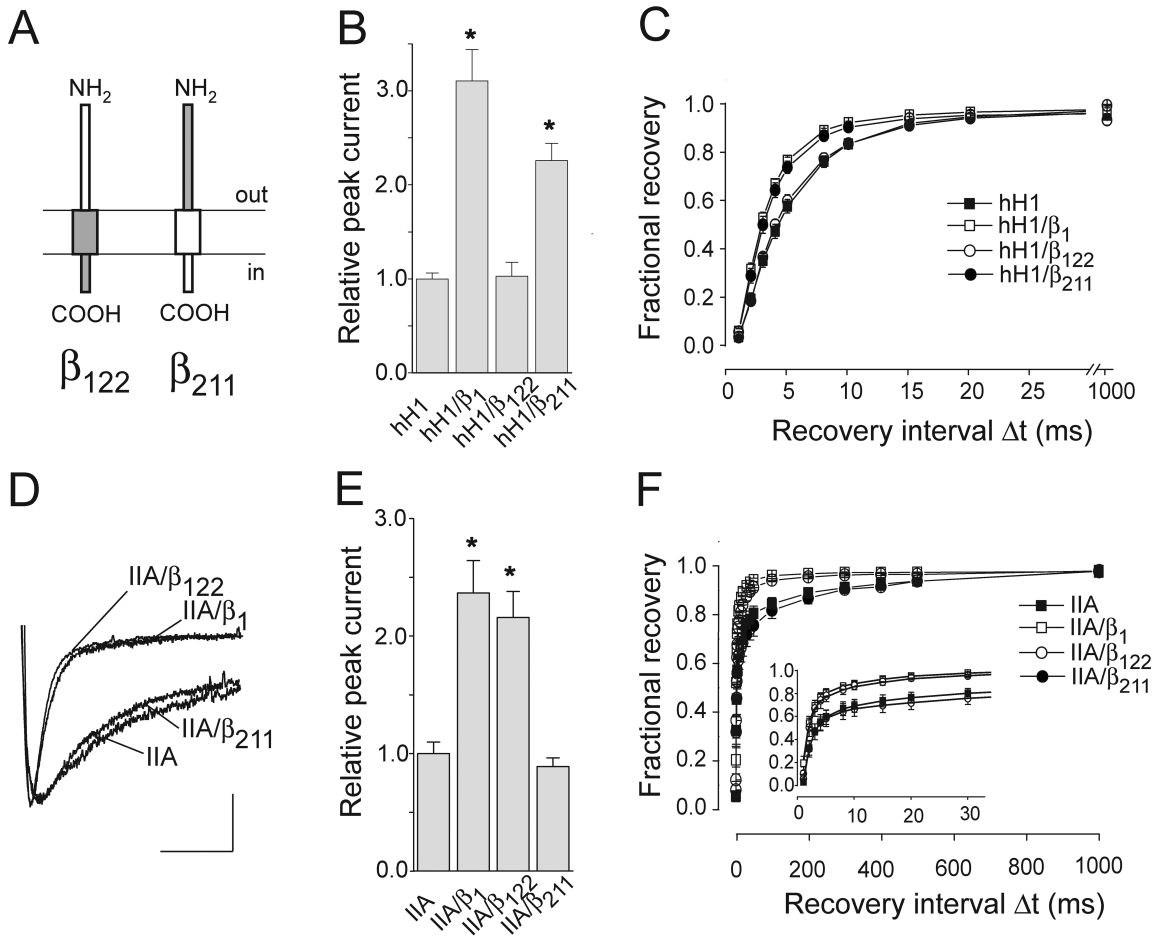 A
NH2 NH2
out
in
COOH COOH
β122 β211
B
Relative peak current
3.0
2.0
1.0
0.0
* *
hH1 hH1/β1 hH1/β122 hH1/β211
C
Fractional recovery
1.0
0.8
0.6
0.4
0.2
0.0
hH1
hH1/β1
hH1/β122
hH1/β211
0 5 10 15 20 25 1000
Recovery interval Δt (ms)
D
IIA/β122
IIA/β1
IIA/β211
IIA
E
Relative peak current
3.0
2.0
1.0
0.0
* *
IIA IIA/β1 IIA/β122 IIA/β211
F
Fractional recovery
1.0
0.8
0.6
0.4
0.2
0.0
IIA
IIA/β1
IIA/β122
IIA/β211
1.0
0.8
0.6
0.4
0.2
0.0
0 10 20 30
0 200 400 600 800 1000
Recovery interval Δt (ms)